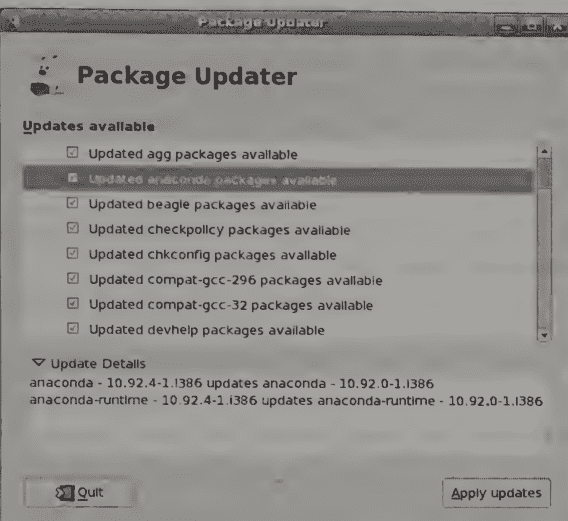 Package Updater
Package Updater
Updates available
Updated agg packages available
Updated anaconda packages available
Updated beagle packages available
Updated checkpolicy packages available
Updated chkconfig packages available
Updated compat-gcc-296 packages available
Updated compat-gcc-32 packages available
Updated devhelp packages available
Update Details
anaconda - 10.92.4-1.i386 updates anaconda - 10.92.0-1.i386
anaconda-runtime - 10.92.4-1.i386 updates anaconda-runtime - 10.92.0-1.i386
Quit
Apply updates